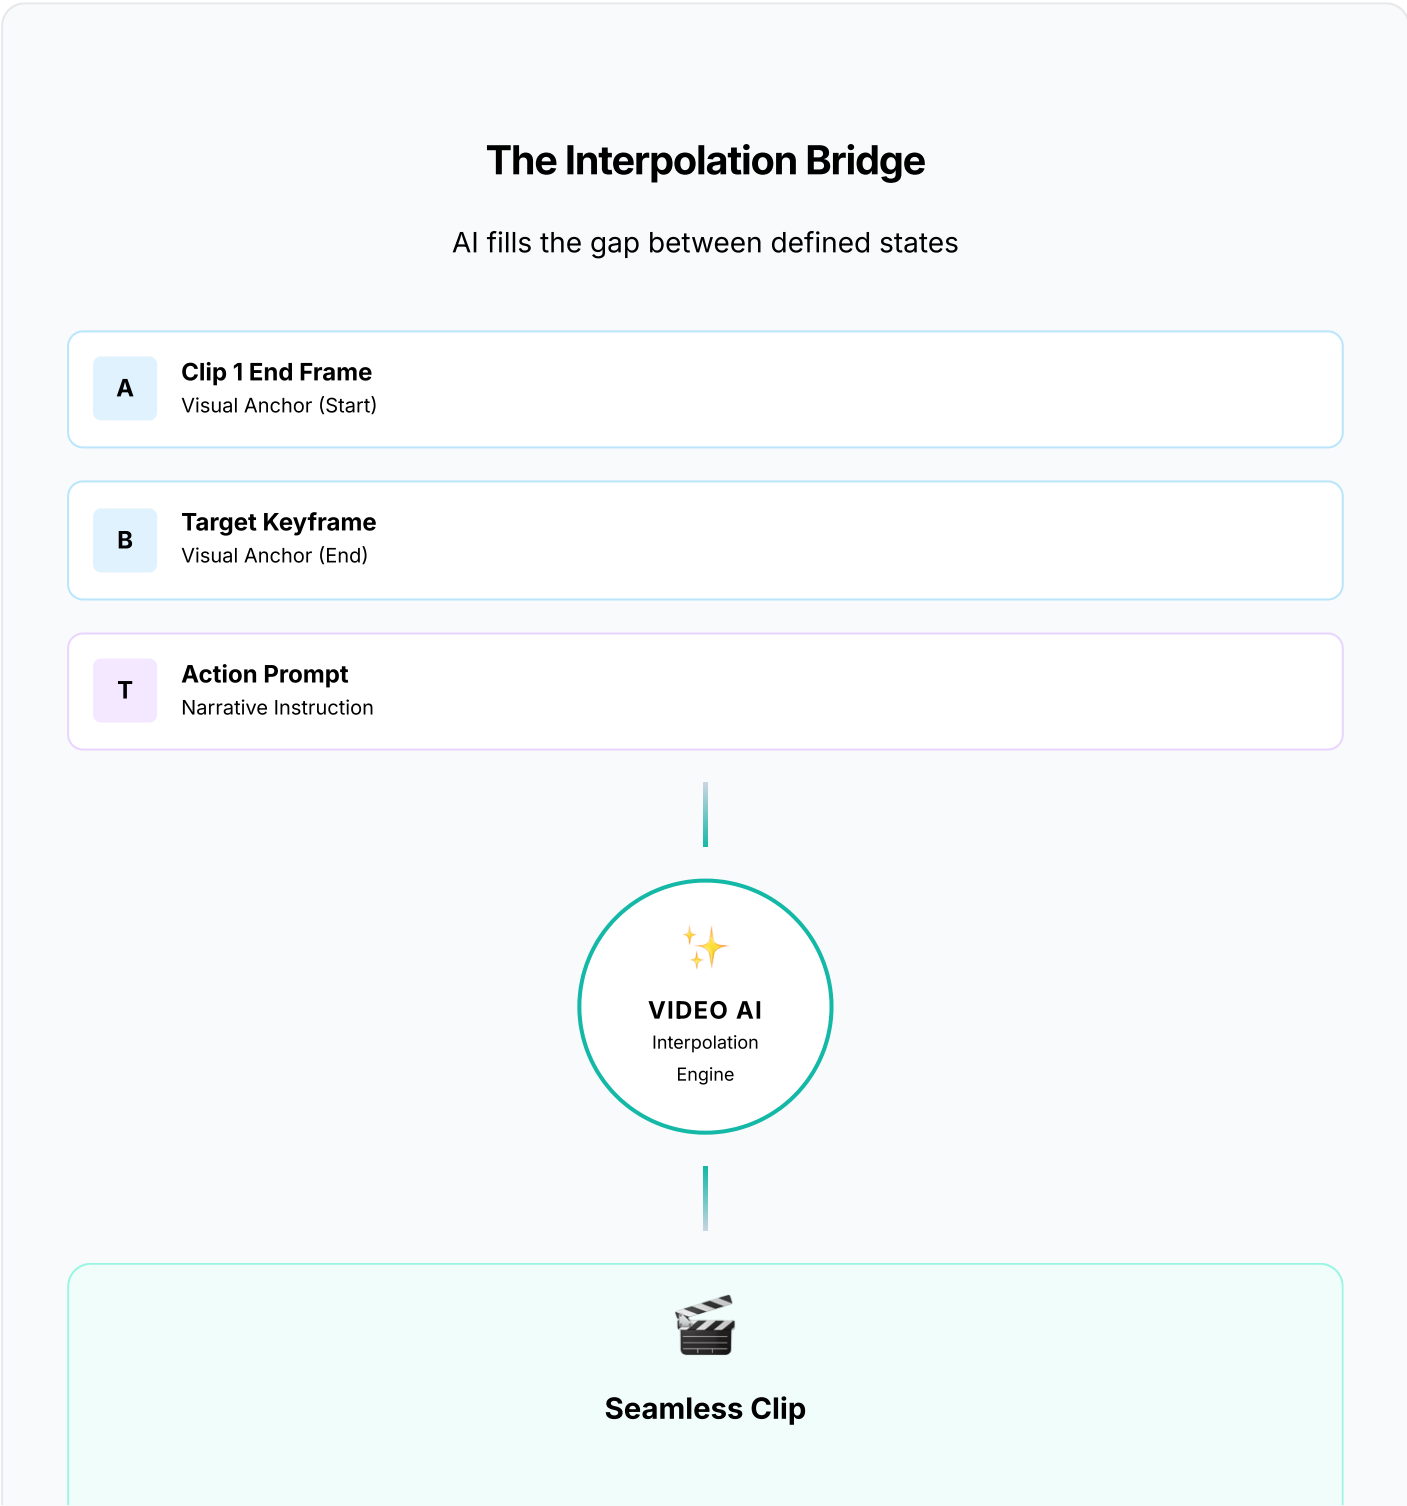 The Interpolation Bridge
AI fills the gap between defined states
A
Clip 1 End Frame
Visual Anchor (Start)
B
Target Keyframe
Visual Anchor (End)
T
Action Prompt
Narrative Instruction
VIDEO AI
Interpolation
Engine
Seamless Clip